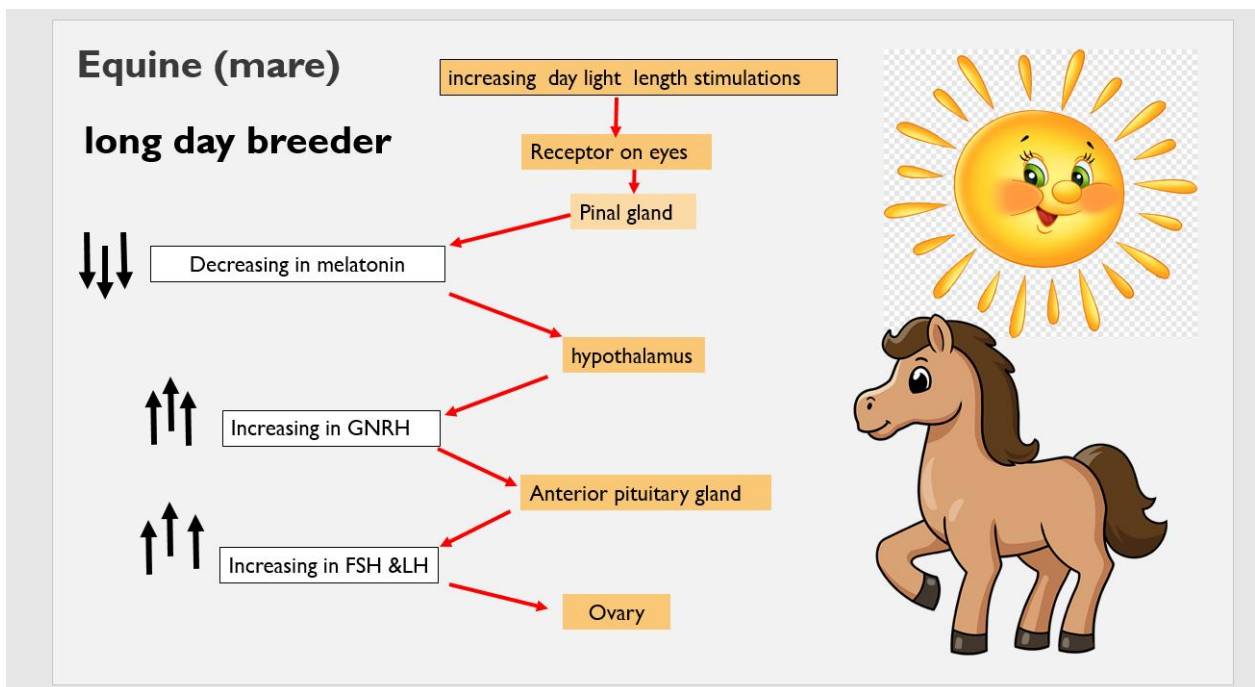 Equine (mare)
long day breeder
increasing day light length stimulations
Receptor on eyes
Pinal gland
Decreasing in melatonin
hypothalamus
Increasing in GNRH
Anterior pituitary gland
Increasing in FSH &LH
Ovary